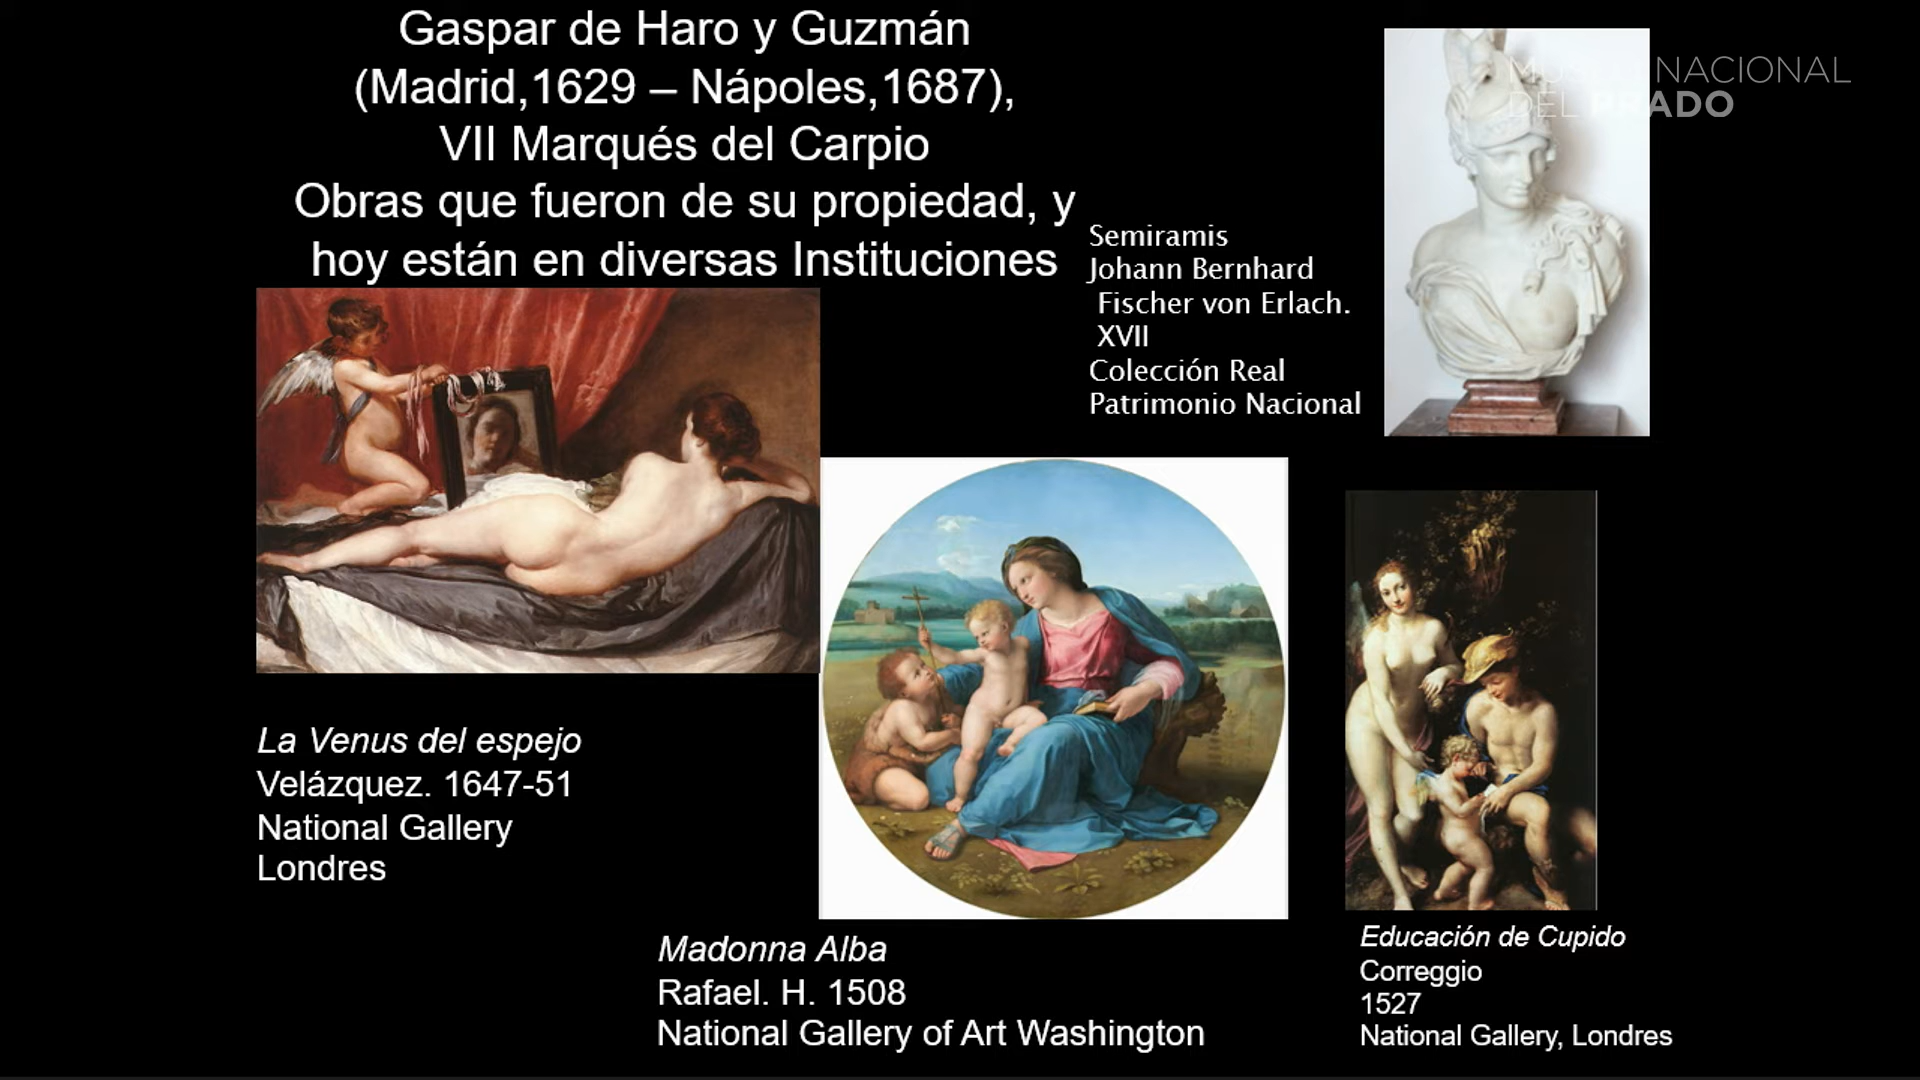 Gaspar de Haro y Guzmán
(Madrid,1629 – Nápoles,1687),
VII Marqués del Carpio
Obras que fueron de su propiedad, y
hoy están en diversas Instituciones
MUSEO NACIONAL
DEL PRADO
Semiramis
Johann Bernhard
Fischer von Erlach.
XVII
Colección Real
Patrimonio Nacional
La Venus del espejo
Velázquez. 1647-51
National Gallery
Londres
Madonna Alba
Rafael. H. 1508
National Gallery of Art Washington
Educación de Cupido
Correggio
1527
National Gallery, Londres